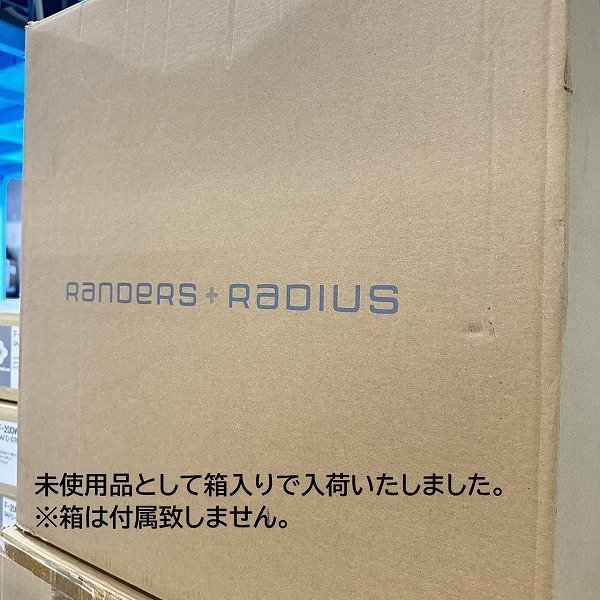 RANDERS + RADIUS
F-200W
未使用品として箱入りで入荷いたしました。
※箱は付属致しません。